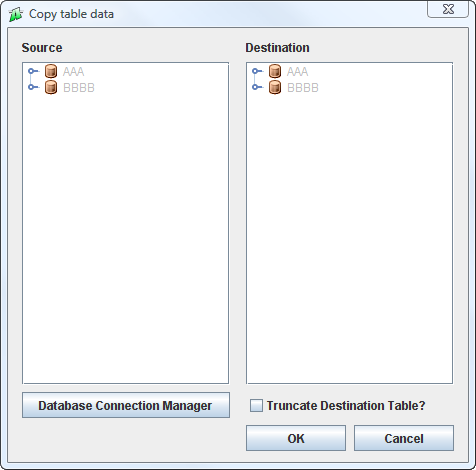 Copy table data
Source
Destination
AAA
BBBB
AAA
BBBB
Database Connection Manager
Truncate Destination Table?
OK
Cancel